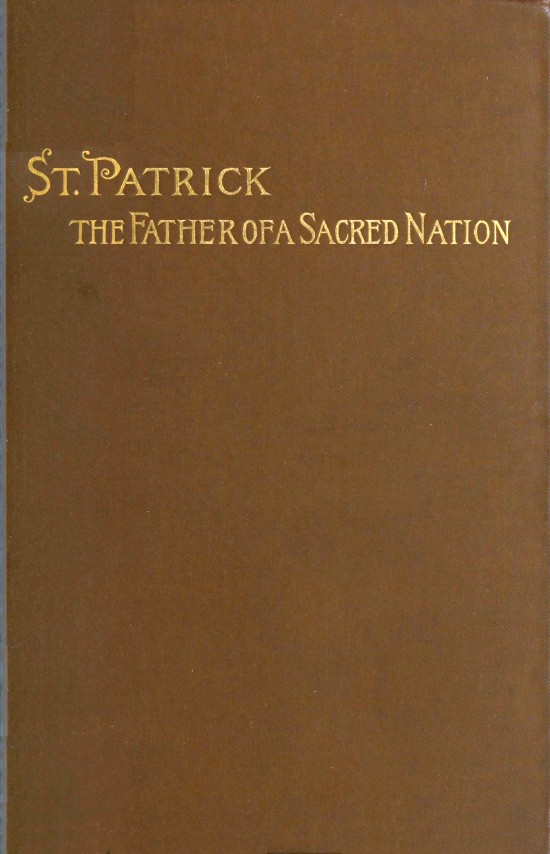 ST. PATRICK
THE FATHER OF A SACRED NATION